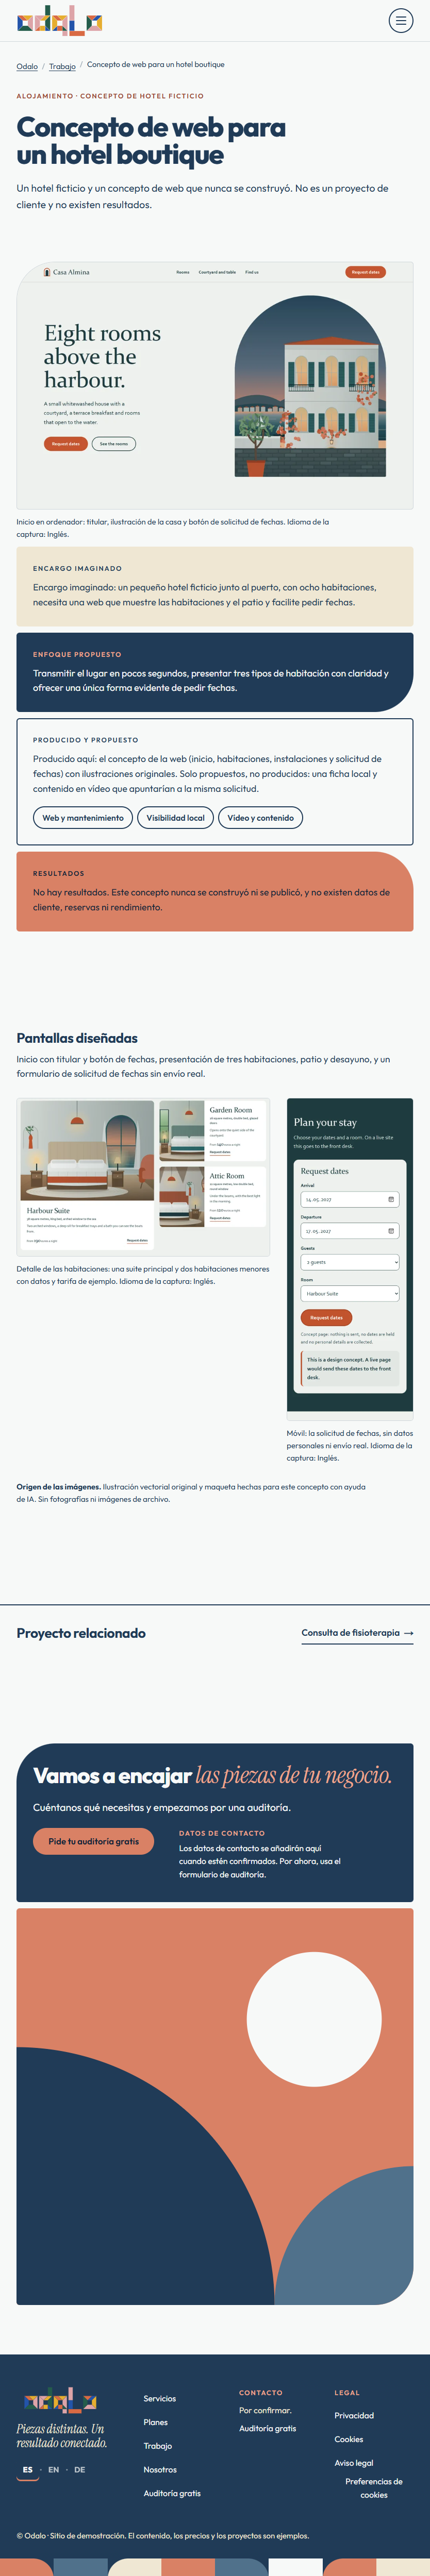 odalo
Odalo / Trabajo / Concepto de web para un hotel boutique
ALOJAMIENTO · CONCEPTO DE HOTEL FICTICIO
Concepto de web para
un hotel boutique
Un hotel ficticio y un concepto de web que nunca se construyó. No es un proyecto de
cliente y no existen resultados.
Casa Almina
Rooms Courtyard and table Find us
Request dates
Eight rooms
above the
harbour.
A small whitewashed house with a
courtyard, a terrace breakfast and rooms
that open to the water.
Request dates See the rooms
Inicio en ordenador: titular, ilustración de la casa y botón de solicitud de fechas. Idioma de la
captura: Inglés.
ENCARGO IMAGINADO
Encargo imaginado: un pequeño hotel ficticio junto al puerto, con ocho habitaciones,
necesita una web que muestre las habitaciones y el patio y facilite pedir fechas.
ENFOQUE PROPUESTO
Transmitir el lugar en pocos segundos, presentar tres tipos de habitación con claridad y
ofrecer una única forma evidente de pedir fechas.
PRODUCIDO Y PROPUESTO
Producido aquí: el concepto de la web (inicio, habitaciones, instalaciones y solicitud de
fechas) con ilustraciones originales. Solo propuestos, no producidos: una ficha local y
contenido en vídeo que apuntarían a la misma solicitud.
Web y mantenimiento Visibilidad local Vídeo y contenido
RESULTADOS
No hay resultados. Este concepto nunca se construyó ni se publicó, y no existen datos de
cliente, reservas ni rendimiento.
Pantallas diseñadas
Inicio con titular y botón de fechas, presentación de tres habitaciones, patio y desayuno, y un
formulario de solicitud de fechas sin envío real.
Harbour Suite
Request dates
Garden Room
Request dates
Attic Room
Request dates
Detalle de las habitaciones: una suite principal y dos habitaciones menores
con datos y tarifa de ejemplo. Idioma de la captura: Inglés.
Plan your stay
Choose your dates and a room. On a live site
this goes to the front desk.
Request dates
Arrival
14.05.2027
Departure
17.05.2027
Guests
2 guests
Room
Harbour Suite
Request dates
Concept page: nothing is sent, no dates are held
and no personal details are collected.
This is a design concept. A live page
would send these dates to the front
desk.
Móvil: la solicitud de fechas, sin datos
personales ni envío real. Idioma de la
captura: Inglés.
Origen de las imágenes. Ilustración vectorial original y maqueta hechas para este concepto con ayuda
de IA. Sin fotografías ni imágenes de archivo.
Proyecto relacionado
Consulta de fisioterapia →
Vamos a encajar las piezas de tu negocio.
Cuéntanos qué necesitas y empezamos por una auditoría.
Pide tu auditoría gratis
DATOS DE CONTACTO
Los datos de contacto se añadirán aquí
cuando estén confirmados. Por ahora, usa el
formulario de auditoría.
odalo
Piezas distintas. Un
resultado conectado.
ES · EN · DE
Servicios
Planes
Trabajo
Nosotros
Auditoría gratis
CONTACTO
Por confirmar.
Auditoría gratis
LEGAL
Privacidad
Cookies
Aviso legal
Preferencias de
cookies
© Odalo · Sitio de demostración. El contenido, los precios y los proyectos son ejemplos.